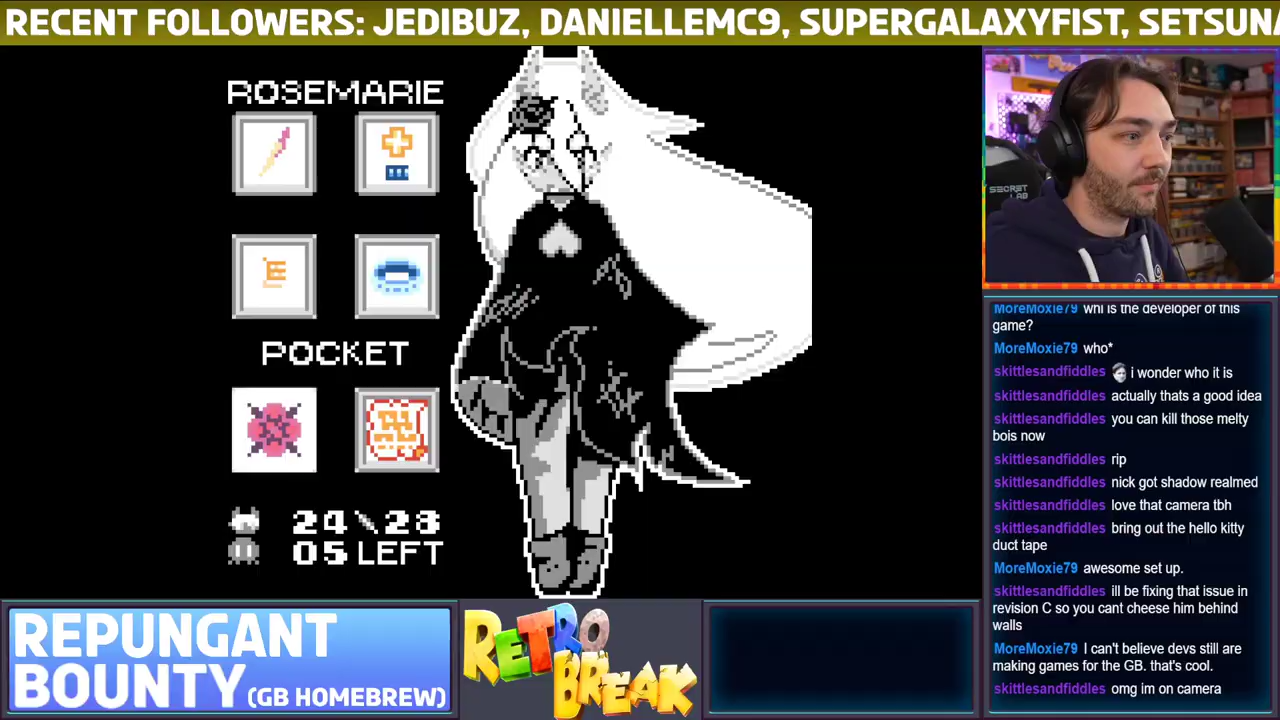 RECENT FOLLOWERS: JEDIBUZ, DANIELLEMC9, SUPERGALAXYFIST, SETSUNA
ROSEMARIE
POCKET
24\28
05 LEFT
SECRET
LAB
MoreMoxie79 whi is the developer of this
game?
MoreMoxie79 who*
skittlesandfiddles i wonder who it is
skittlesandfiddles actually thats a good idea
skittlesandfiddles you can kill those melty
bois now
skittlesandfiddles rip
skittlesandfiddles nick got shadow realmed
skittlesandfiddles love that camera tbh
skittlesandfiddles bring out the hello kitty
duct tape
MoreMoxie79 awesome set up.
skittlesandfiddles ill be fixing that issue in
revision C so you cant cheese him behind
walls
MoreMoxie79 I can't believe devs still are
making games for the GB. that's cool.
skittlesandfiddles omg im on camera
REPUNGANT
BOUNTY (GB HOMEBREW)
RETRO
BREAK